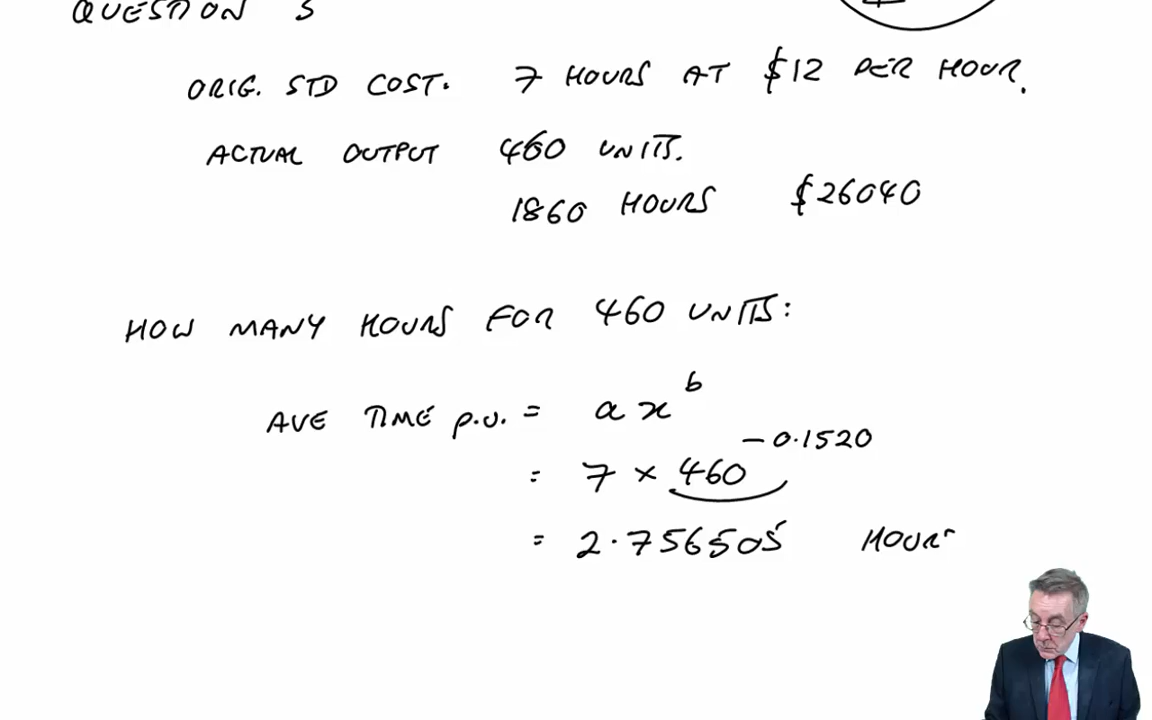 QUESTION 3
ORIG. STD COST. 7 HOURS AT $12 PER HOUR.
ACTUAL OUTPUT 460 UNITS.
1860 HOURS $26040
HOW MANY HOURS FOR 460 UNITS:
AVE TIME p.u. = a x^b
= 7 × 460^-0.1520
= 2.756505 HOURS